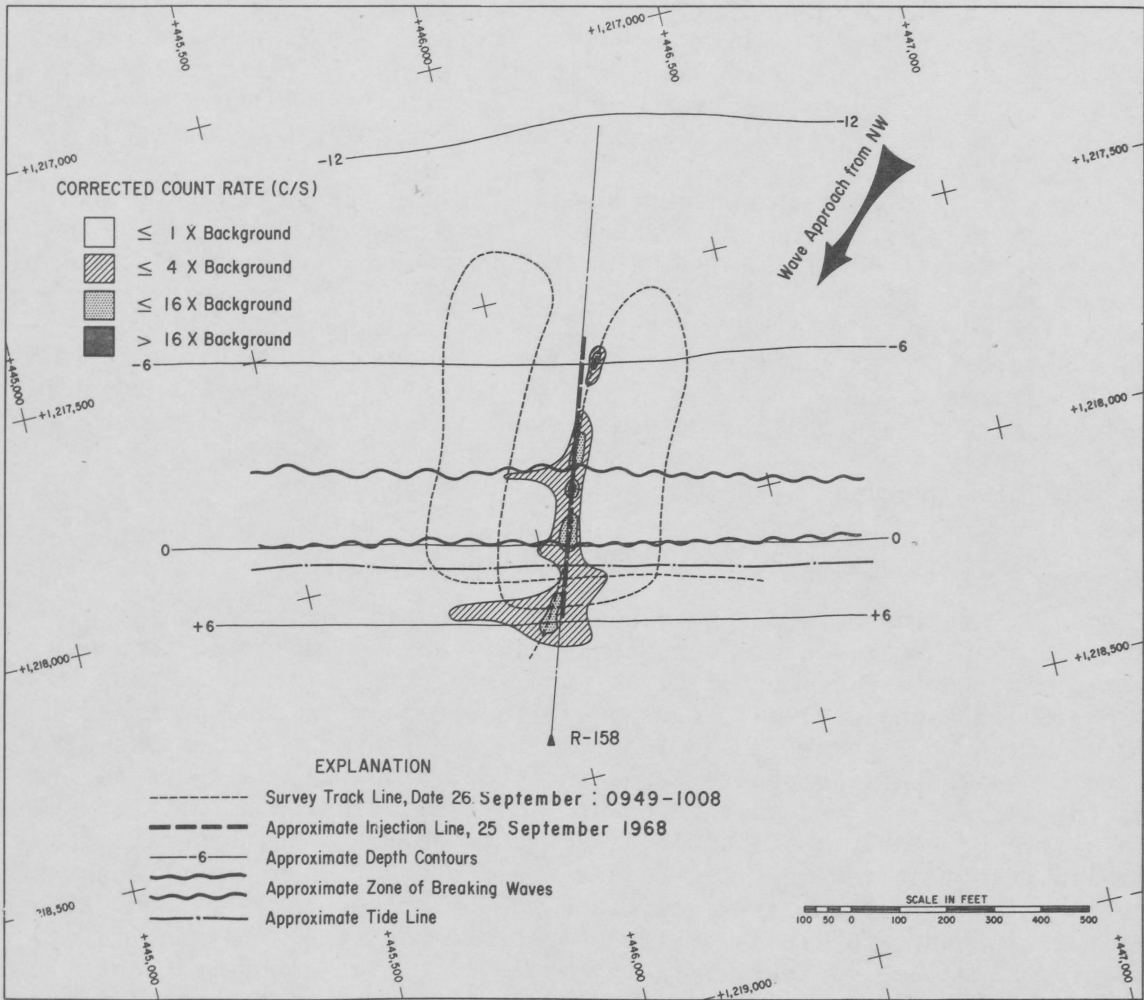 +445,500
+446,000
+1,217,000
+446,500
+447,000
-12
-12
+1,217,000
+1,217,500
Wave Approach from NW
CORRECTED COUNT RATE (C/S)
≤ 1 X Background
≤ 4 X Background
≤ 16 X Background
> 16 X Background
-6
-6
+445,000
+1,217,500
+1,218,000
0
0
+6
+6
+1,218,000
+1,218,500
R-158
EXPLANATION
Survey Track Line, Date 26 September : 0949-1008
Approximate Injection Line, 25 September 1968
-6
Approximate Depth Contours
Approximate Zone of Breaking Waves
Approximate Tide Line
SCALE IN FEET
100 50 0 100 200 300 400 500
'18,500
+445,000
+445,500
+446,000
+1,219,000
+447,000